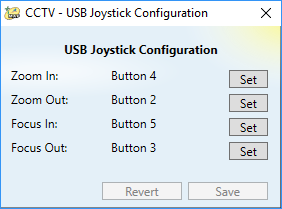 CCTV - USB Joystick Configuration
USB Joystick Configuration
Zoom In: Button 4 Set
Zoom Out: Button 2 Set
Focus In: Button 5 Set
Focus Out: Button 3 Set
Revert Save